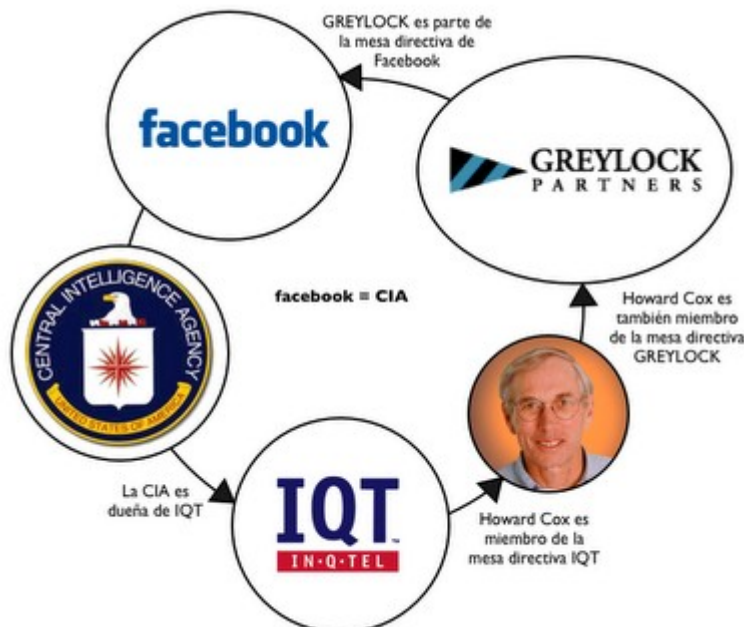 GREYLOCK es parte de
la mesa directiva de
Facebook
facebook
GREYLOCK
PARTNERS
CENTRAL INTELLIGENCE AGENCY
UNITED STATES OF AMERICA
facebook = CIA
Howard Cox es
también miembro
de la mesa directiva
GREYLOCK
La CIA es
dueña de IQT
IQT™
IN·Q·TEL
Howard Cox es
miembro de la
mesa directiva IQT